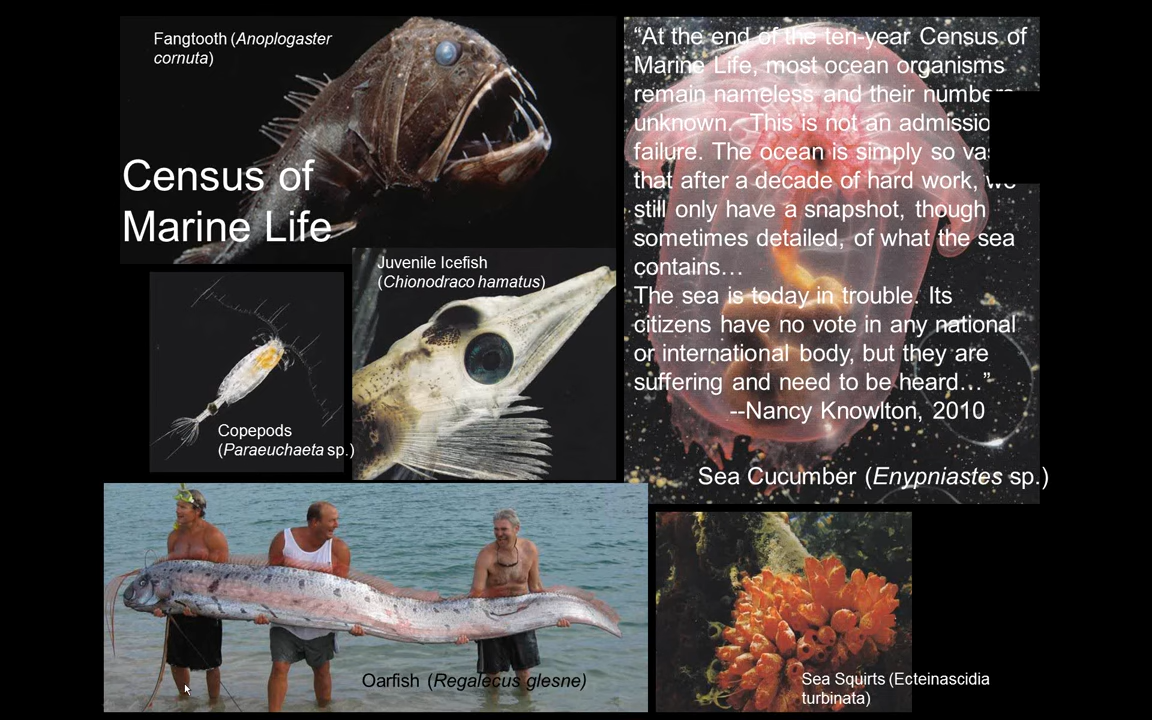 Fangtooth (Anoplogaster
cornuta)
Census of
Marine Life
Juvenile Icefish
(Chionodraco hamatus)
Copepods
(Paraeuchaeta sp.)
“At the end of the ten-year Census of
Marine Life, most ocean organisms
remain nameless and their numbers
unknown. This is not an
failure. The ocean is simply so
that after a decade of hard work, we
still only have a snapshot, though
sometimes detailed, of what the sea
contains…
The sea is today in trouble. Its
citizens have no vote in any national
or international body, but they are
suffering and need to be heard…”
--Nancy Knowlton, 2010
Sea Cucumber (Enypniastes sp.)
Oarfish (Regalecus glesne)
Sea Squirts (Ecteinascidia
turbinata)